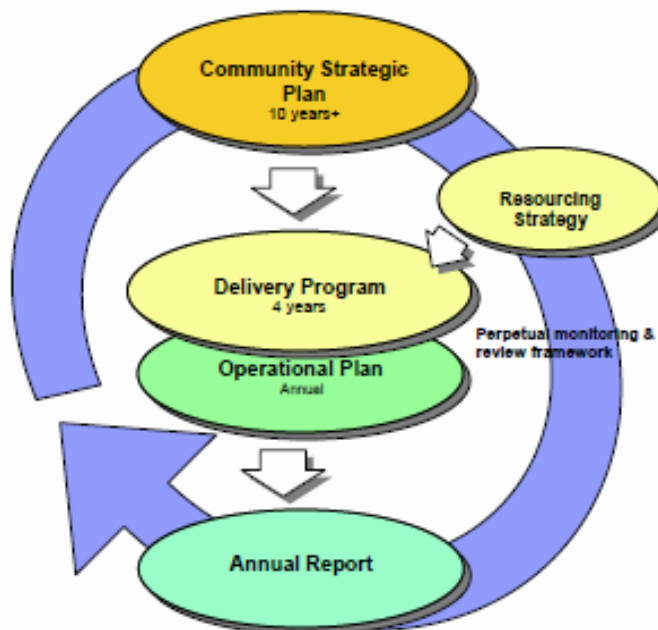 Community Strategic
Plan
10 years+
Resourcing
Strategy
Delivery Program
4 years
Perpetual monitoring &
review framework
Operational Plan
Annual
Annual Report